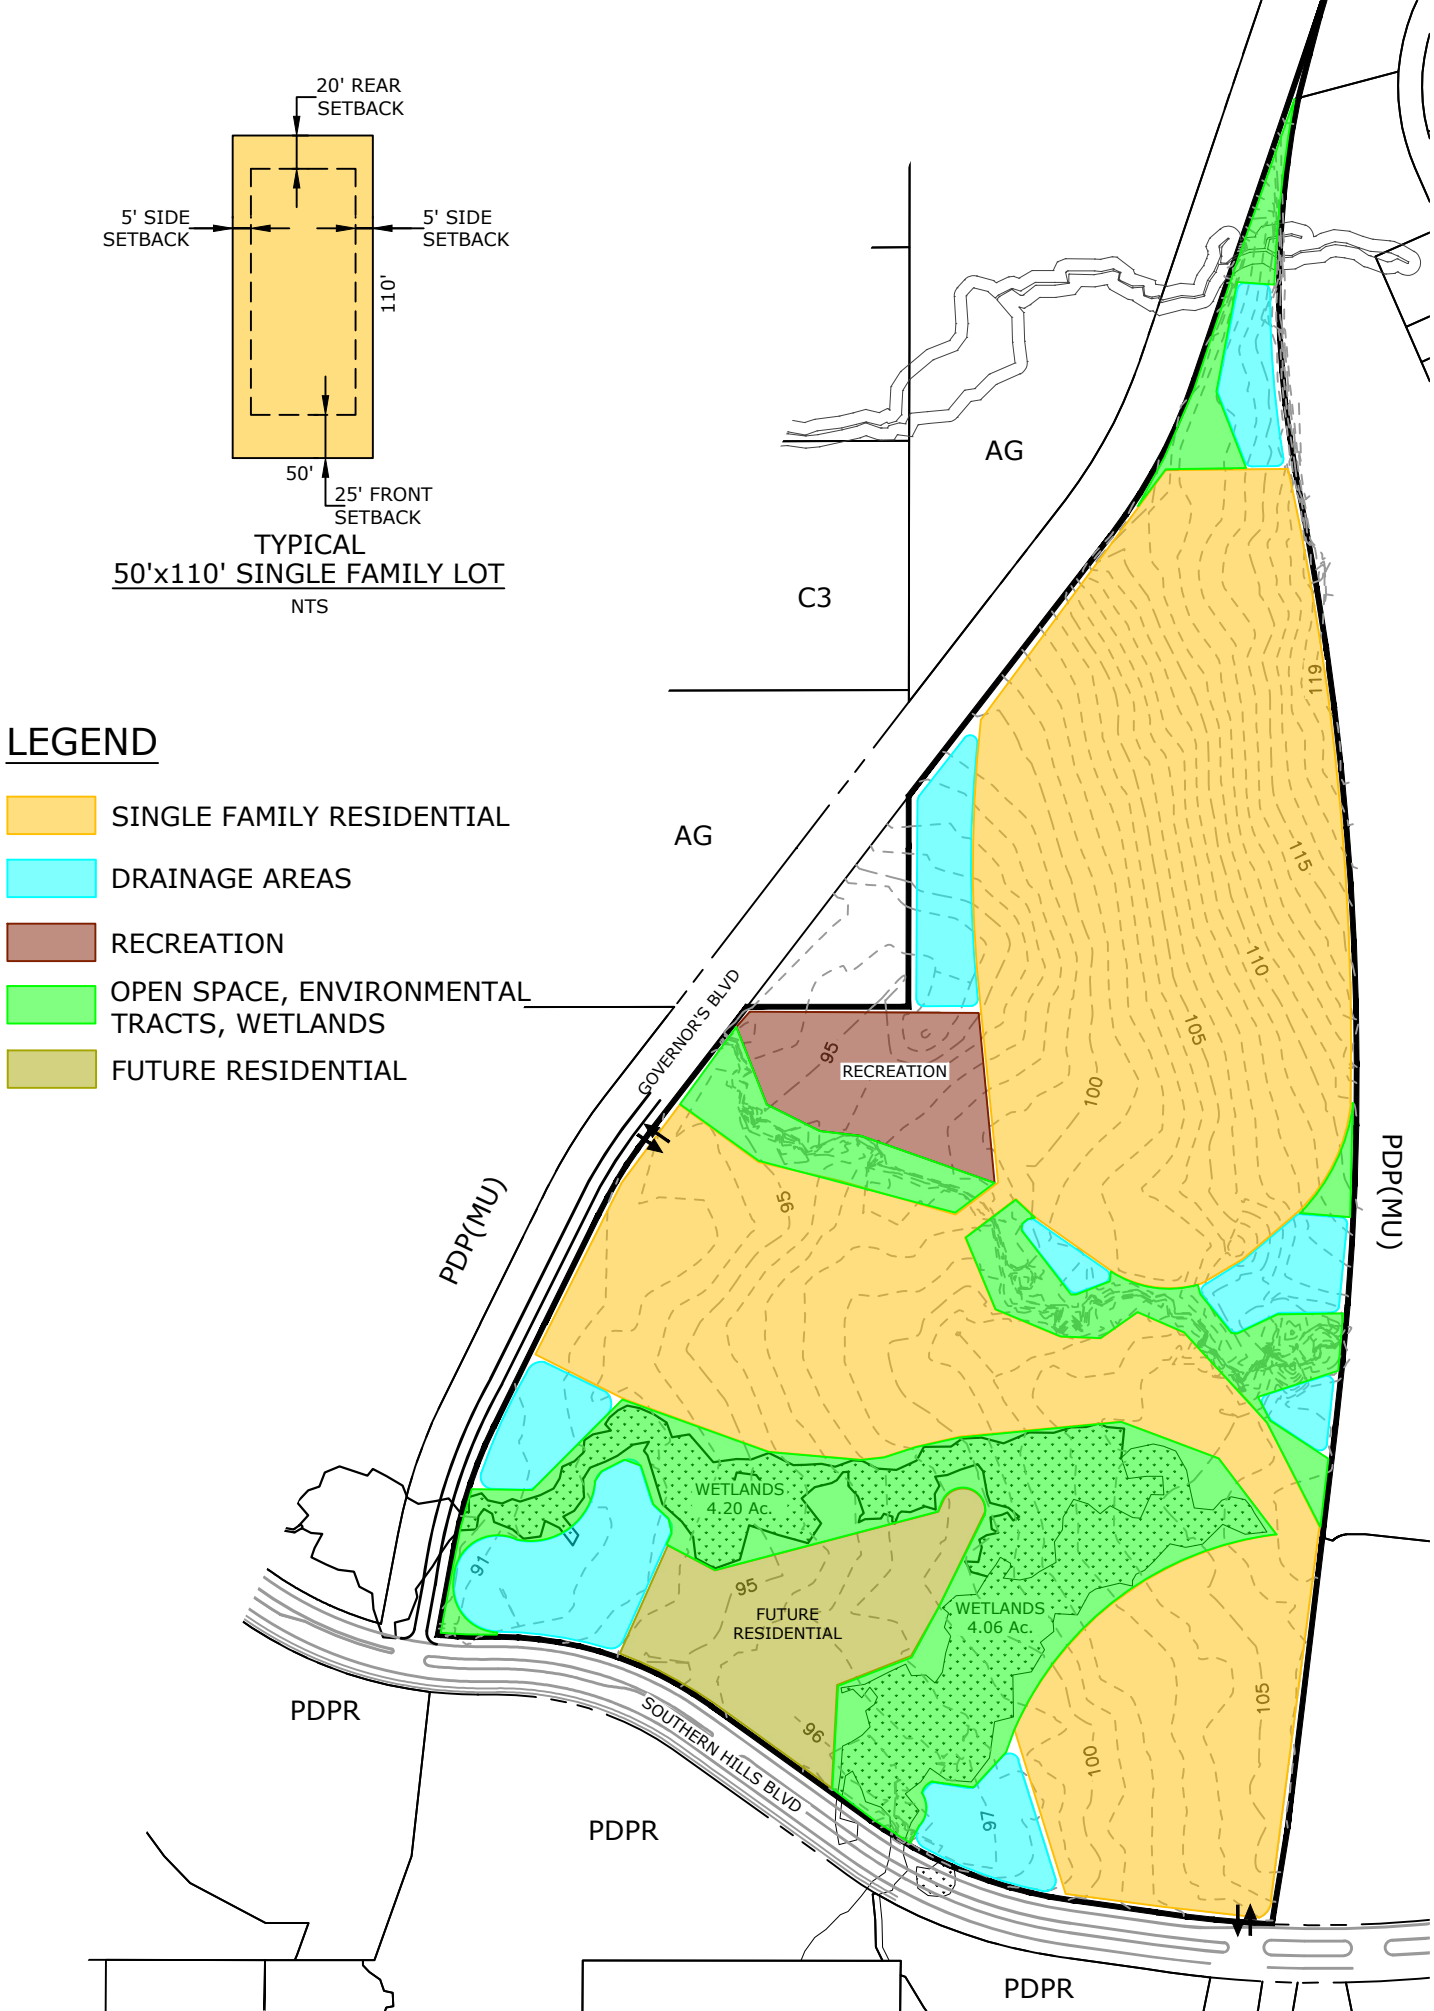 20' REAR
SETBACK
5' SIDE
SETBACK
5' SIDE
SETBACK
110'
50'
25' FRONT
SETBACK
TYPICAL
50'x110' SINGLE FAMILY LOT
NTS
AG
C3
119
LEGEND
SINGLE FAMILY RESIDENTIAL
DRAINAGE AREAS
RECREATION
OPEN SPACE, ENVIRONMENTAL
TRACTS, WETLANDS
FUTURE RESIDENTIAL
AG
115
110
105
100
GOVERNOR'S BLVD
95
RECREATION
PDP(MU)
PDP(MU)
95
WETLANDS
4.20 Ac.
91
95
FUTURE
RESIDENTIAL
WETLANDS
4.06 Ac.
96
105
100
97
SOUTHERN HILLS BLVD
PDPR
PDPR
PDPR